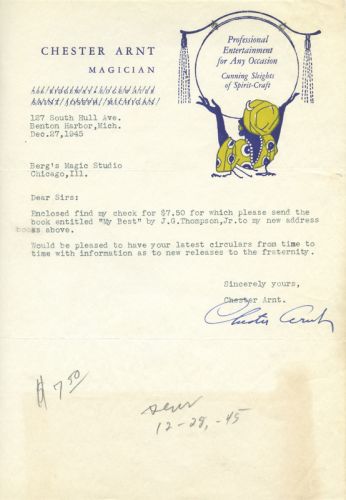 CHESTER ARNT
MAGICIAN
SAINT JOSEPH, MICHIGAN
Professional
Entertainment
for Any Occasion
Cunning Sleights
of Spirit-Craft
127 South Hull Ave.
Benton Harbor,Mich.
Dec.27,1945
Berg's Magic Studio
Chicago,Ill.
Dear Sirs:
Enclosed find my check for $7.50 for which please send the
book entitled "My Best" by J.G.Thompson,Jr.to my new address
as above.
Would be pleased to have your latest circulars from time to
time with information as to new releases to the fraternity.
Sincerely yours,
Chester Arnt.
Chester Arnt
$7.50
sent
12-28,-45